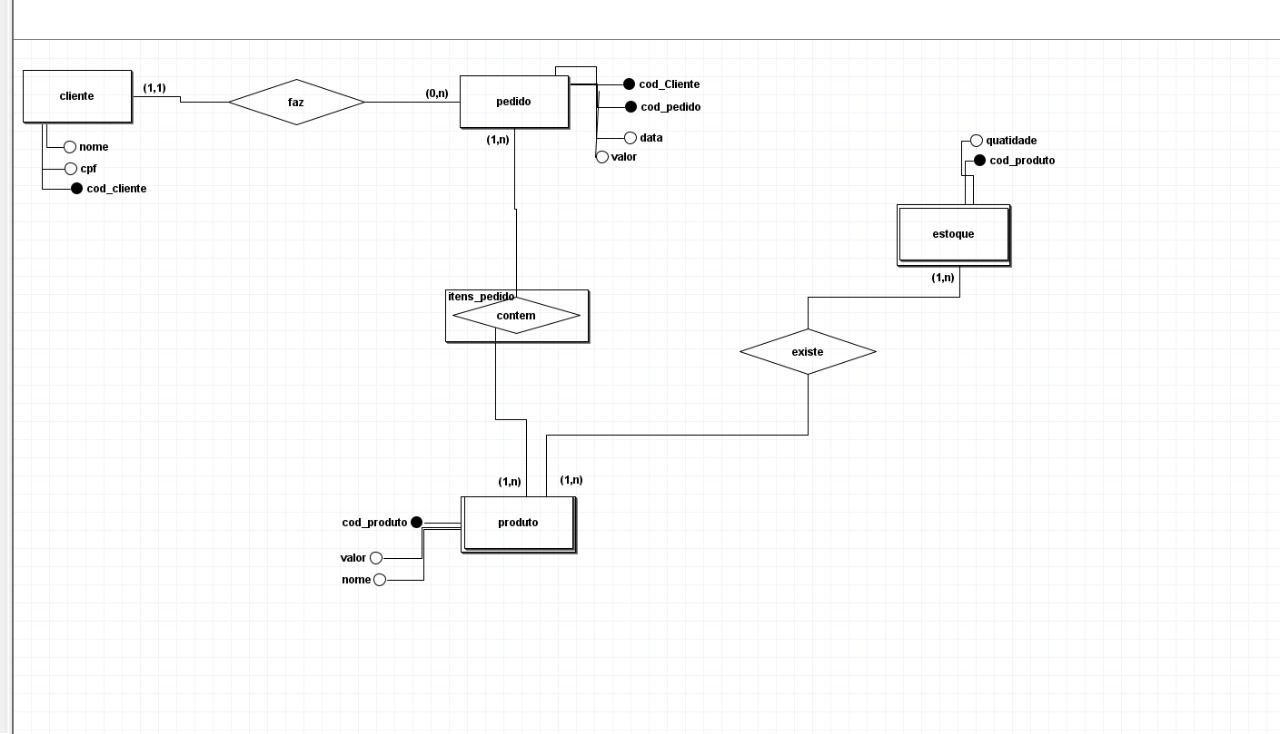 cliente
(1,1)
faz
(0,n)
pedido
cod_Cliente
cod_pedido
data
valor
(1,n)
nome
cpf
cod_cliente
quatidade
cod_produto
estoque
(1,n)
itens_pedido
contem
existe
(1,n)
(1,n)
cod_produto
produto
valor
nome